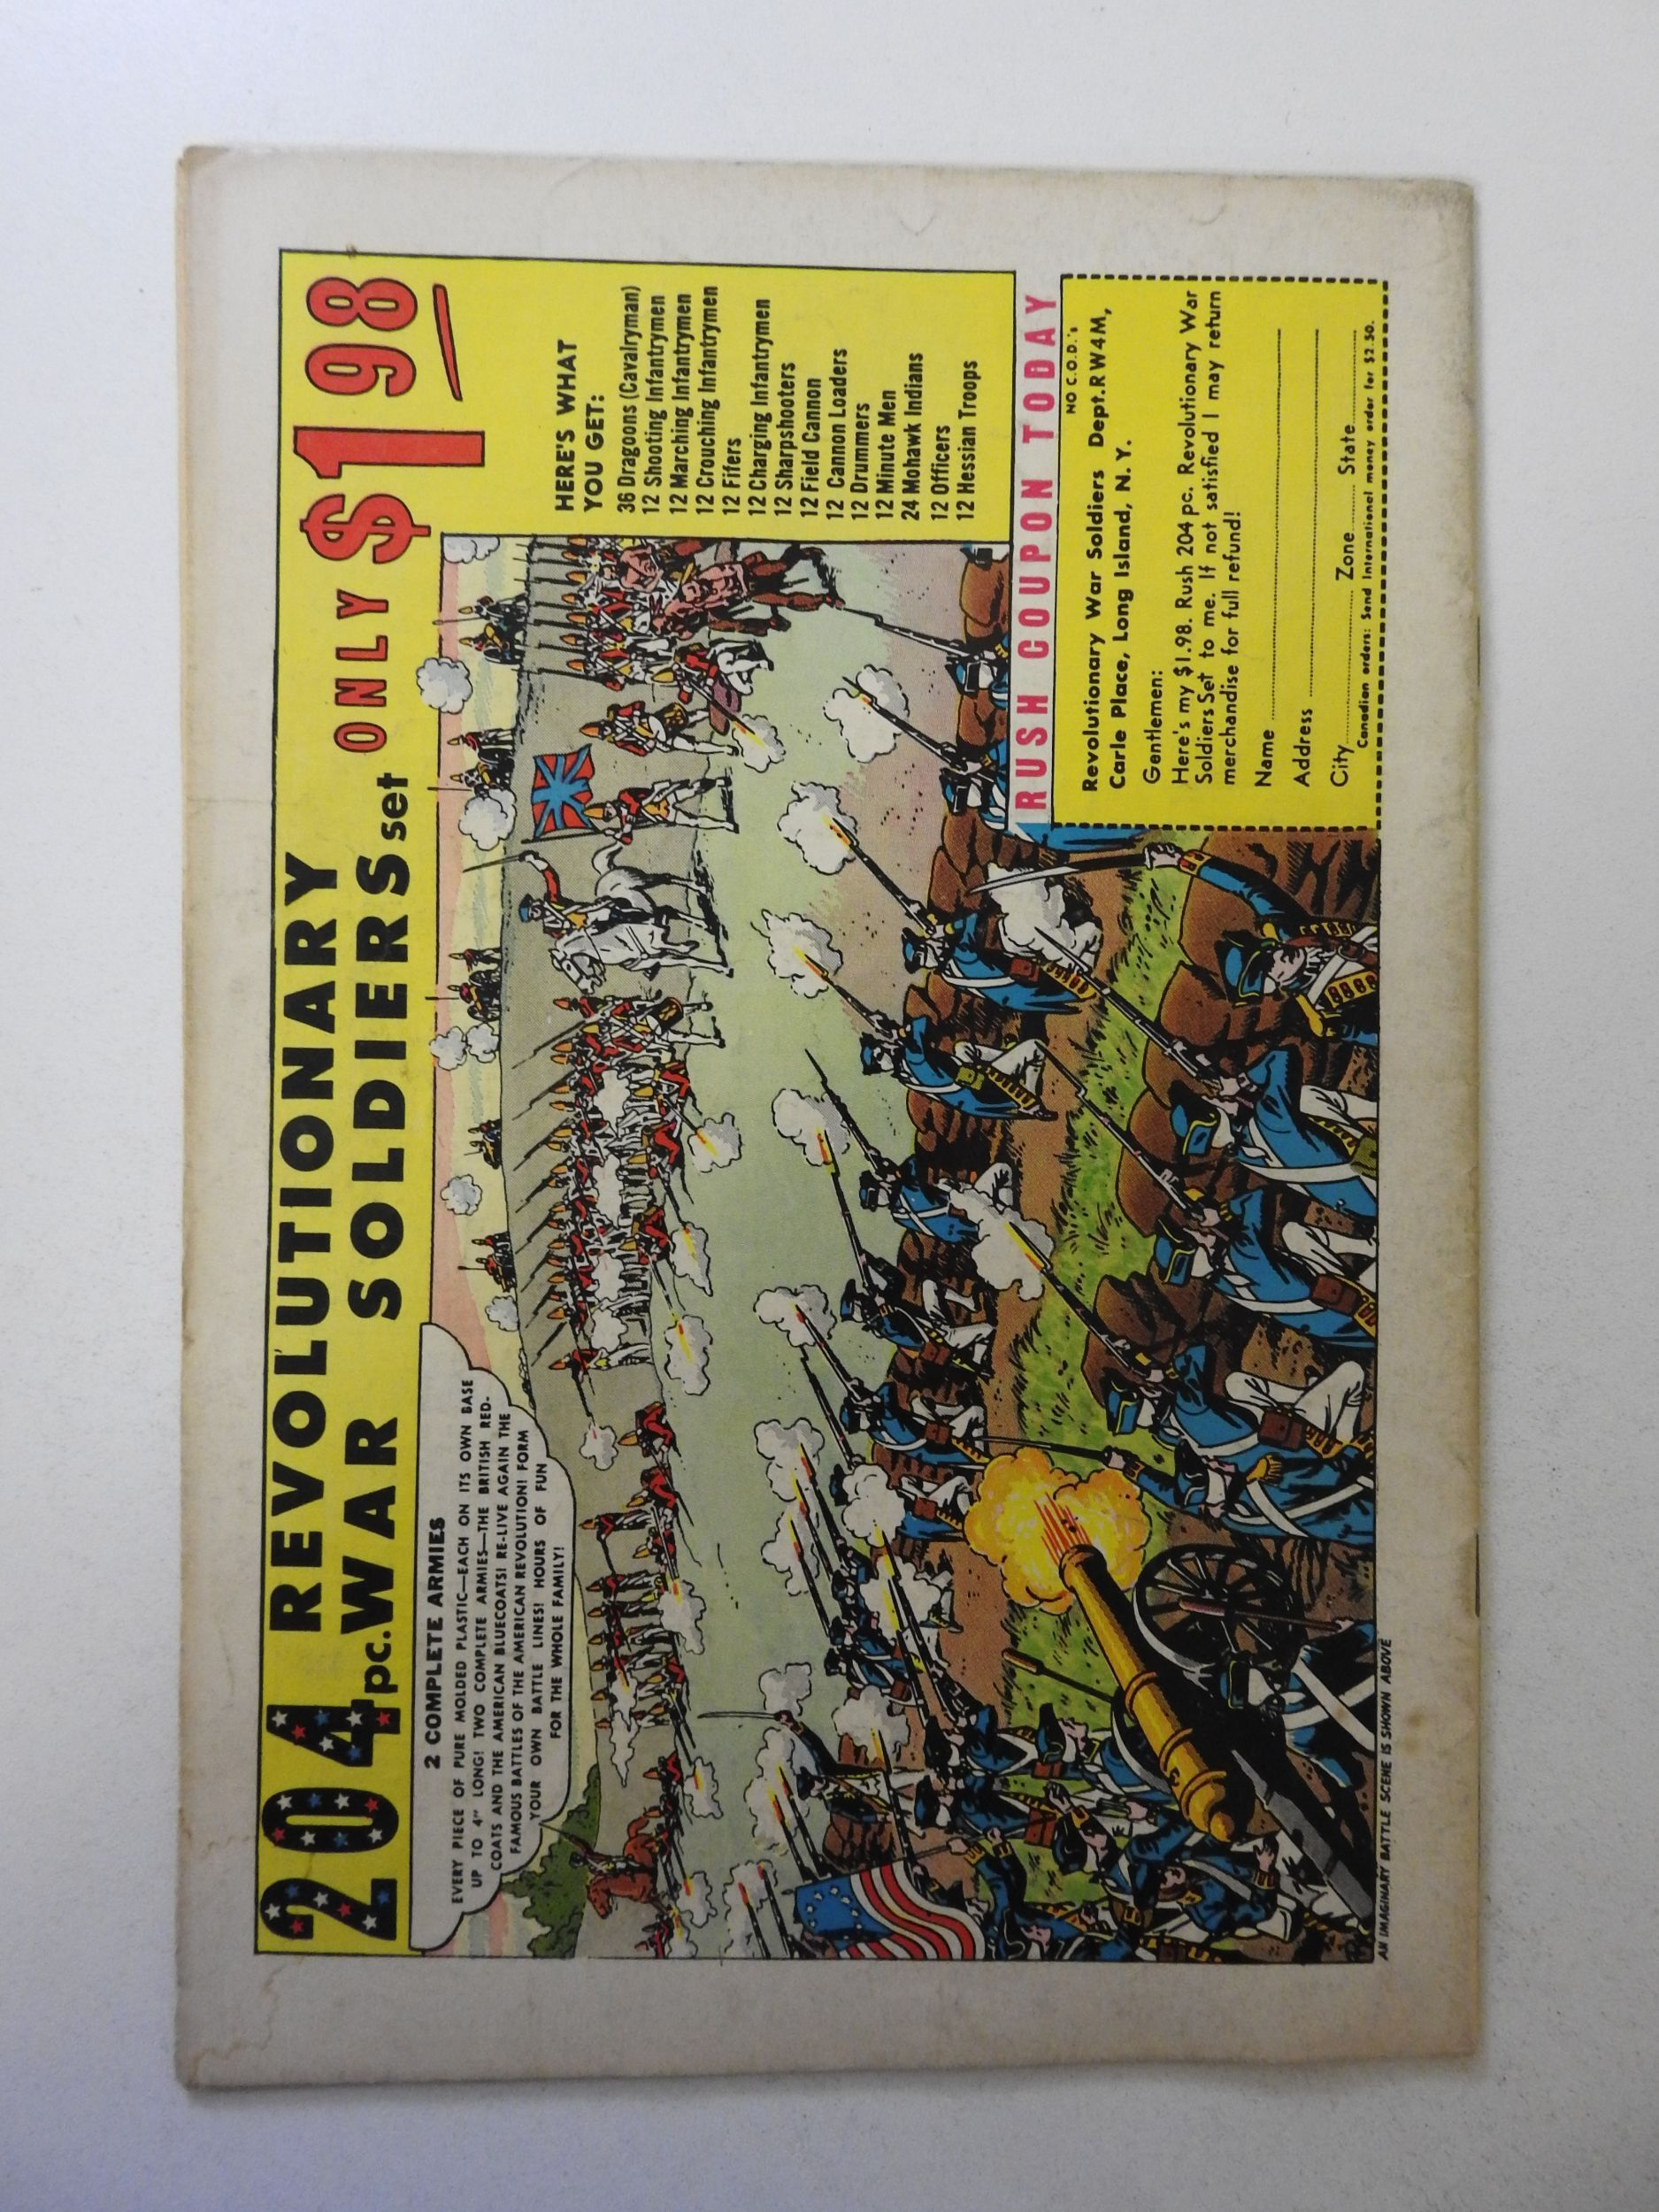 204 REVOLUTIONARY
pc. WAR SOLDIERS set ONLY $1 98
2 COMPLETE ARMIES
EVERY PIECE OF PURE MOLDED PLASTIC—EACH ON ITS OWN BASE
UP TO 4" LONG! TWO COMPLETE ARMIES—THE BRITISH RED-
COATS AND THE AMERICAN BLUECOATS! RE-LIVE AGAIN THE
FAMOUS BATTLES OF THE AMERICAN REVOLUTION! FORM
YOUR OWN BATTLE LINES! HOURS OF FUN
FOR THE WHOLE FAMILY!
HERE'S WHAT
YOU GET:
36 Dragoons (Cavalryman)
12 Shooting Infantrymen
12 Marching Infantrymen
12 Crouching Infantrymen
12 Fifers
12 Charging Infantrymen
12 Sharpshooters
12 Field Cannon
12 Cannon Loaders
12 Drummers
12 Minute Men
24 Mohawk Indians
12 Officers
12 Hessian Troops
RUSH COUPON TODAY
NO C.O.D.'s
Revolutionary War Soldiers Dept. RW4M,
Carle Place, Long Island, N. Y.
Gentlemen:
Here's my $1.98. Rush 204 pc. Revolutionary War
Soldiers Set to me. If not satisfied I may return
merchandise for full refund!
Name
Address
City Zone State
Canadian orders: Send International money order for $2.50.
AN IMAGINARY BATTLE SCENE IS SHOWN ABOVE